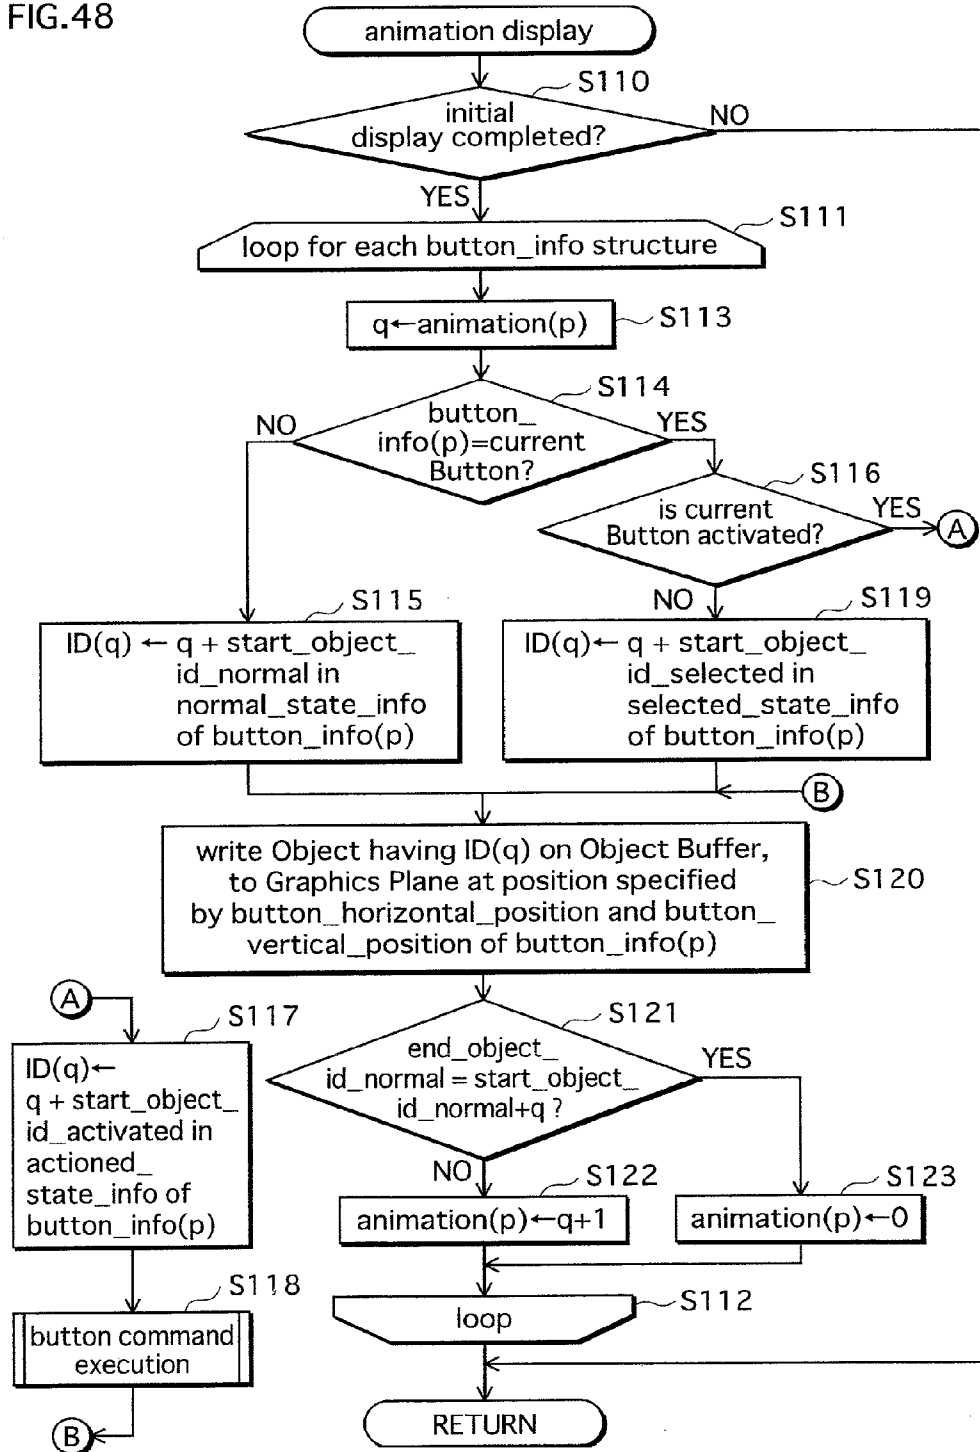 FIG.48
animation display
S110
initial
display completed?
NO
YES
S111
loop for each button_info structure
q←animation(p)
S113
S114
button_
info(p)=current
Button?
NO
YES
S116
is current
Button activated?
YES
A
NO
S115
ID(q) ← q + start_object_
id_normal in
normal_state_info
of button_info(p)
S119
ID(q)← q + start_object_
id_selected in
selected_state_info
of button_info(p)
B
write Object having ID(q) on Object Buffer,
to Graphics Plane at position specified
by button_horizontal_position and button_
vertical_position of button_info(p)
S120
A
S117
ID(q)←
q + start_object_
id_activated in
actioned_
state_info of
button_info(p)
S118
button command
execution
B
S121
end_object_
id_normal = start_object_
id_normal+q ?
YES
NO
S122
animation(p)←q+1
S123
animation(p)←0
S112
loop
RETURN